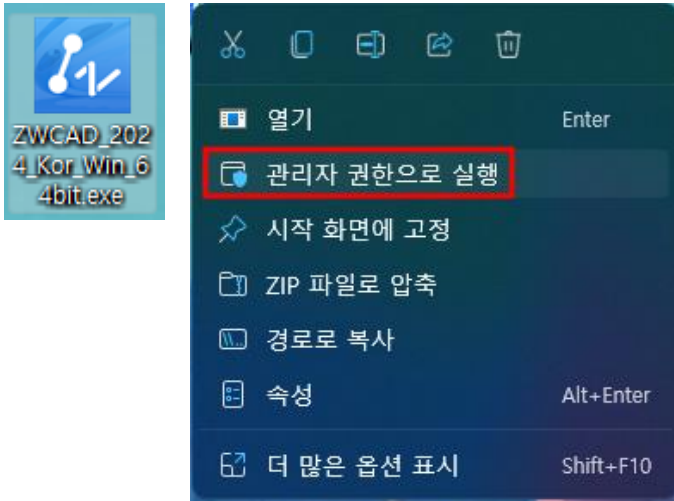 ZWCAD_202
4_Kor_Win_6
4bit.exe
열기 Enter
관리자 권한으로 실행
시작 화면에 고정
ZIP 파일로 압축
경로로 복사
속성 Alt+Enter
더 많은 옵션 표시 Shift+F10